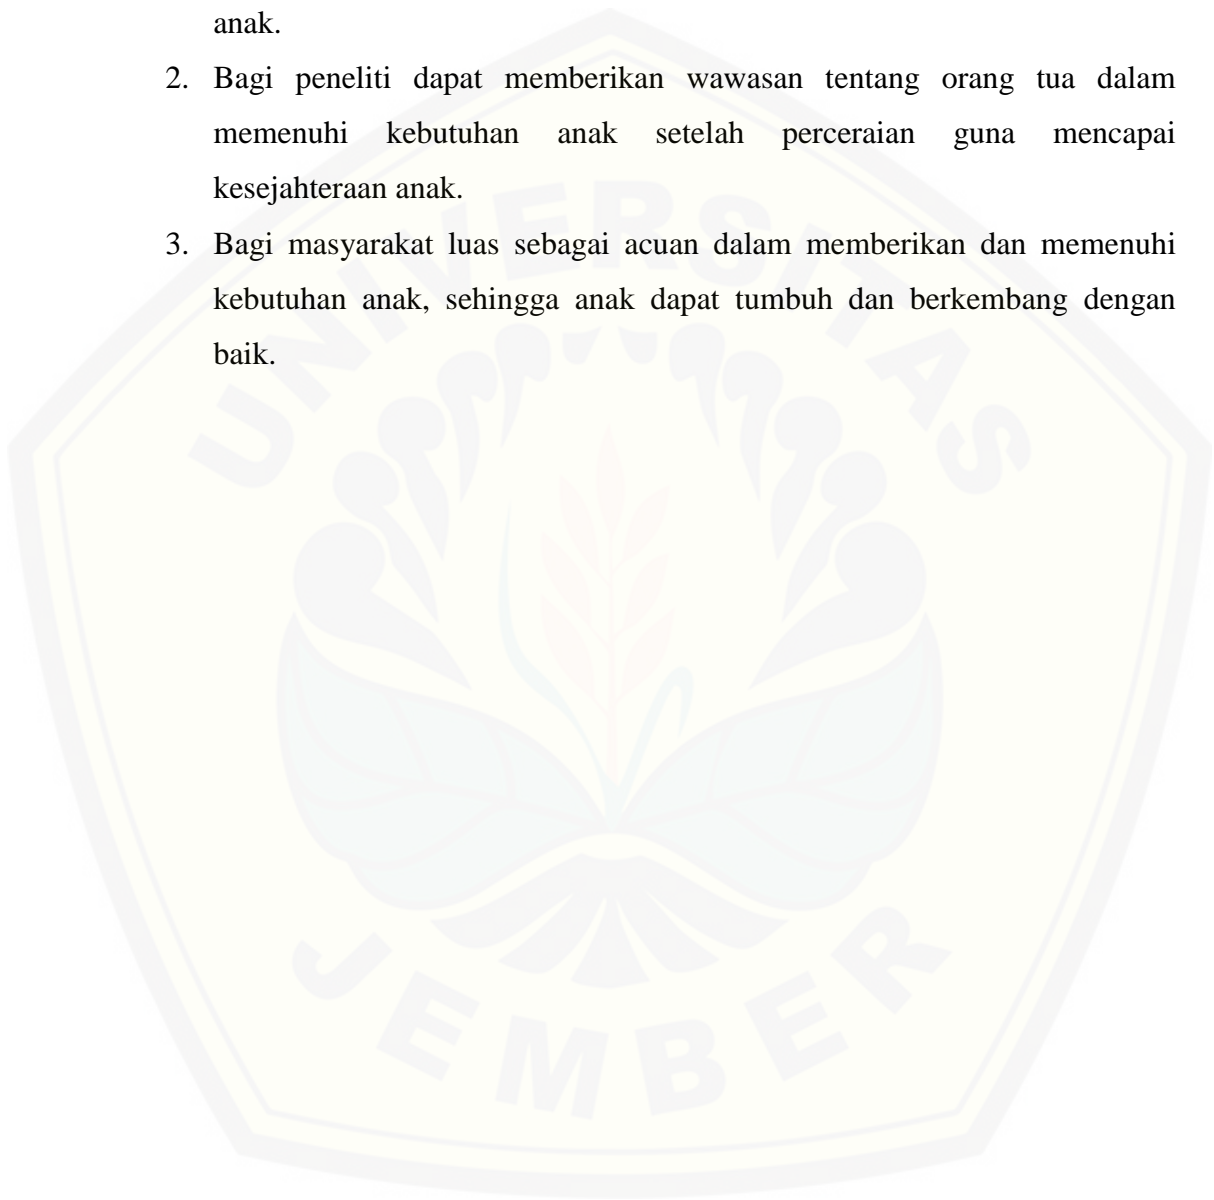 anak.
2. Bagi peneliti dapat memberikan wawasan tentang orang tua dalam
memenuhi kebutuhan anak setelah perceraian guna mencapai
kesejahteraan anak.
3. Bagi masyarakat luas sebagai acuan dalam memberikan dan memenuhi
kebutuhan anak, sehingga anak dapat tumbuh dan berkembang dengan
baik.
UNIVERSITAS
JEMBER